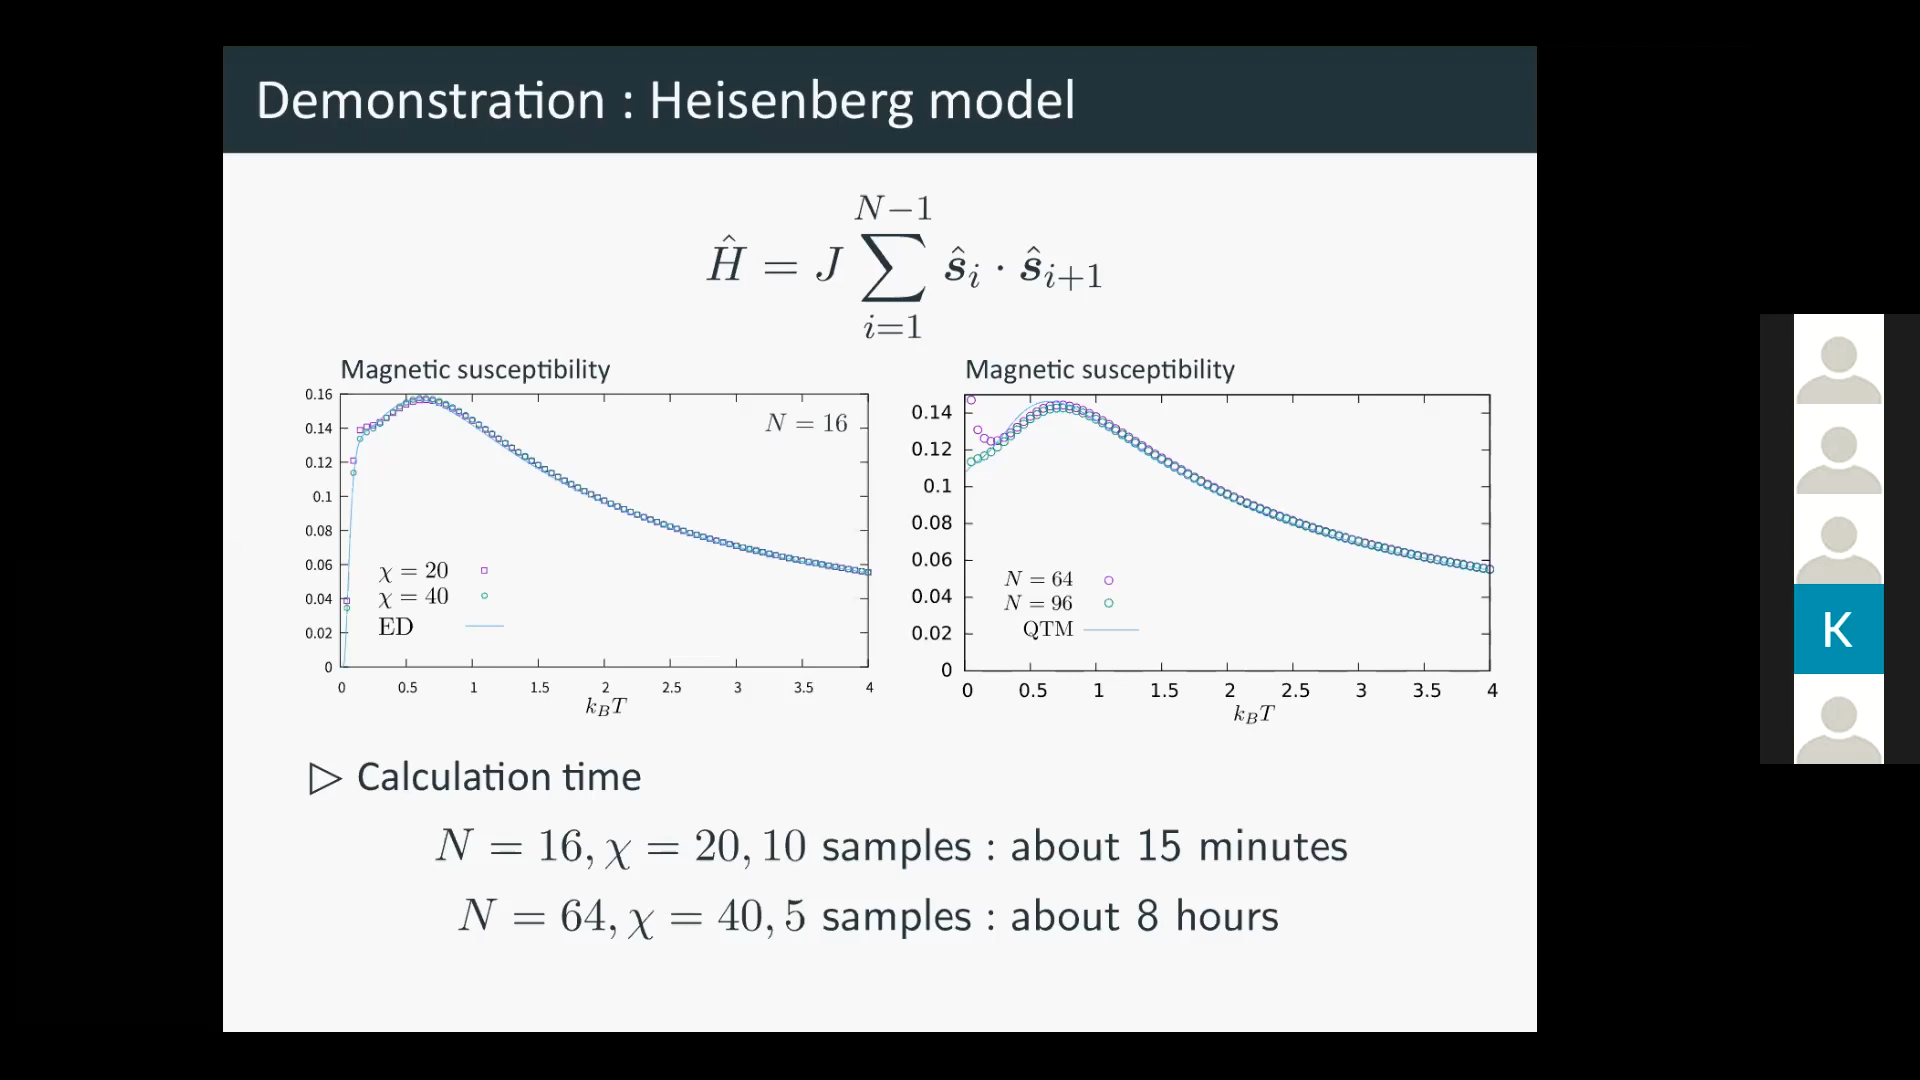 Demonstration : Heisenberg model
Ĥ = J ∑_{i=1}^{N−1} ŝ_i · ŝ_{i+1}
Magnetic susceptibility
0.16
0.14
0.12
0.1
0.08
0.06
0.04
0.02
0
N = 16
χ = 20
χ = 40
ED
0 0.5 1 1.5 2 2.5 3 3.5 4
k_BT
Magnetic susceptibility
0.14
0.12
0.1
0.08
0.06
0.04
0.02
0
N = 64
N = 96
QTM
0 0.5 1 1.5 2 2.5 3 3.5 4
k_BT
▷ Calculation time
N = 16, χ = 20, 10 samples : about 15 minutes
N = 64, χ = 40, 5 samples : about 8 hours
K